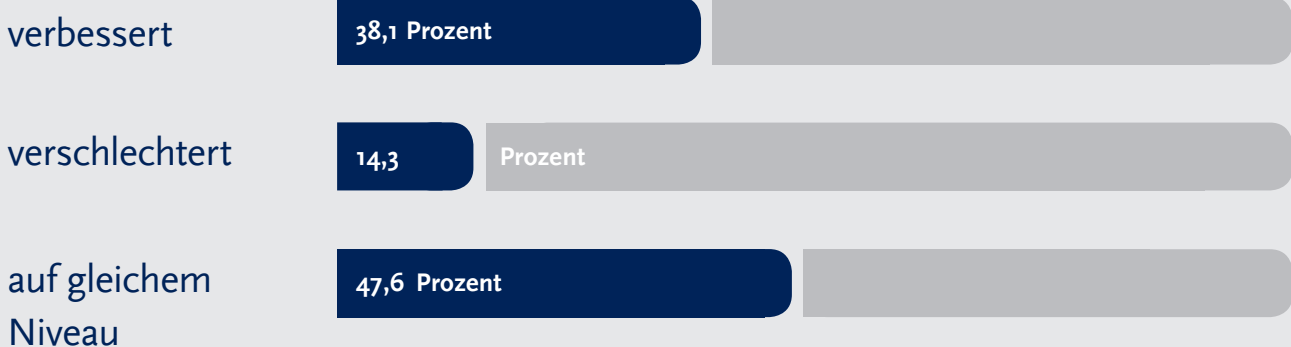 verbessert 38,1 Prozent
verschlechtert 14,3 Prozent
auf gleichem 47,6 Prozent
Niveau